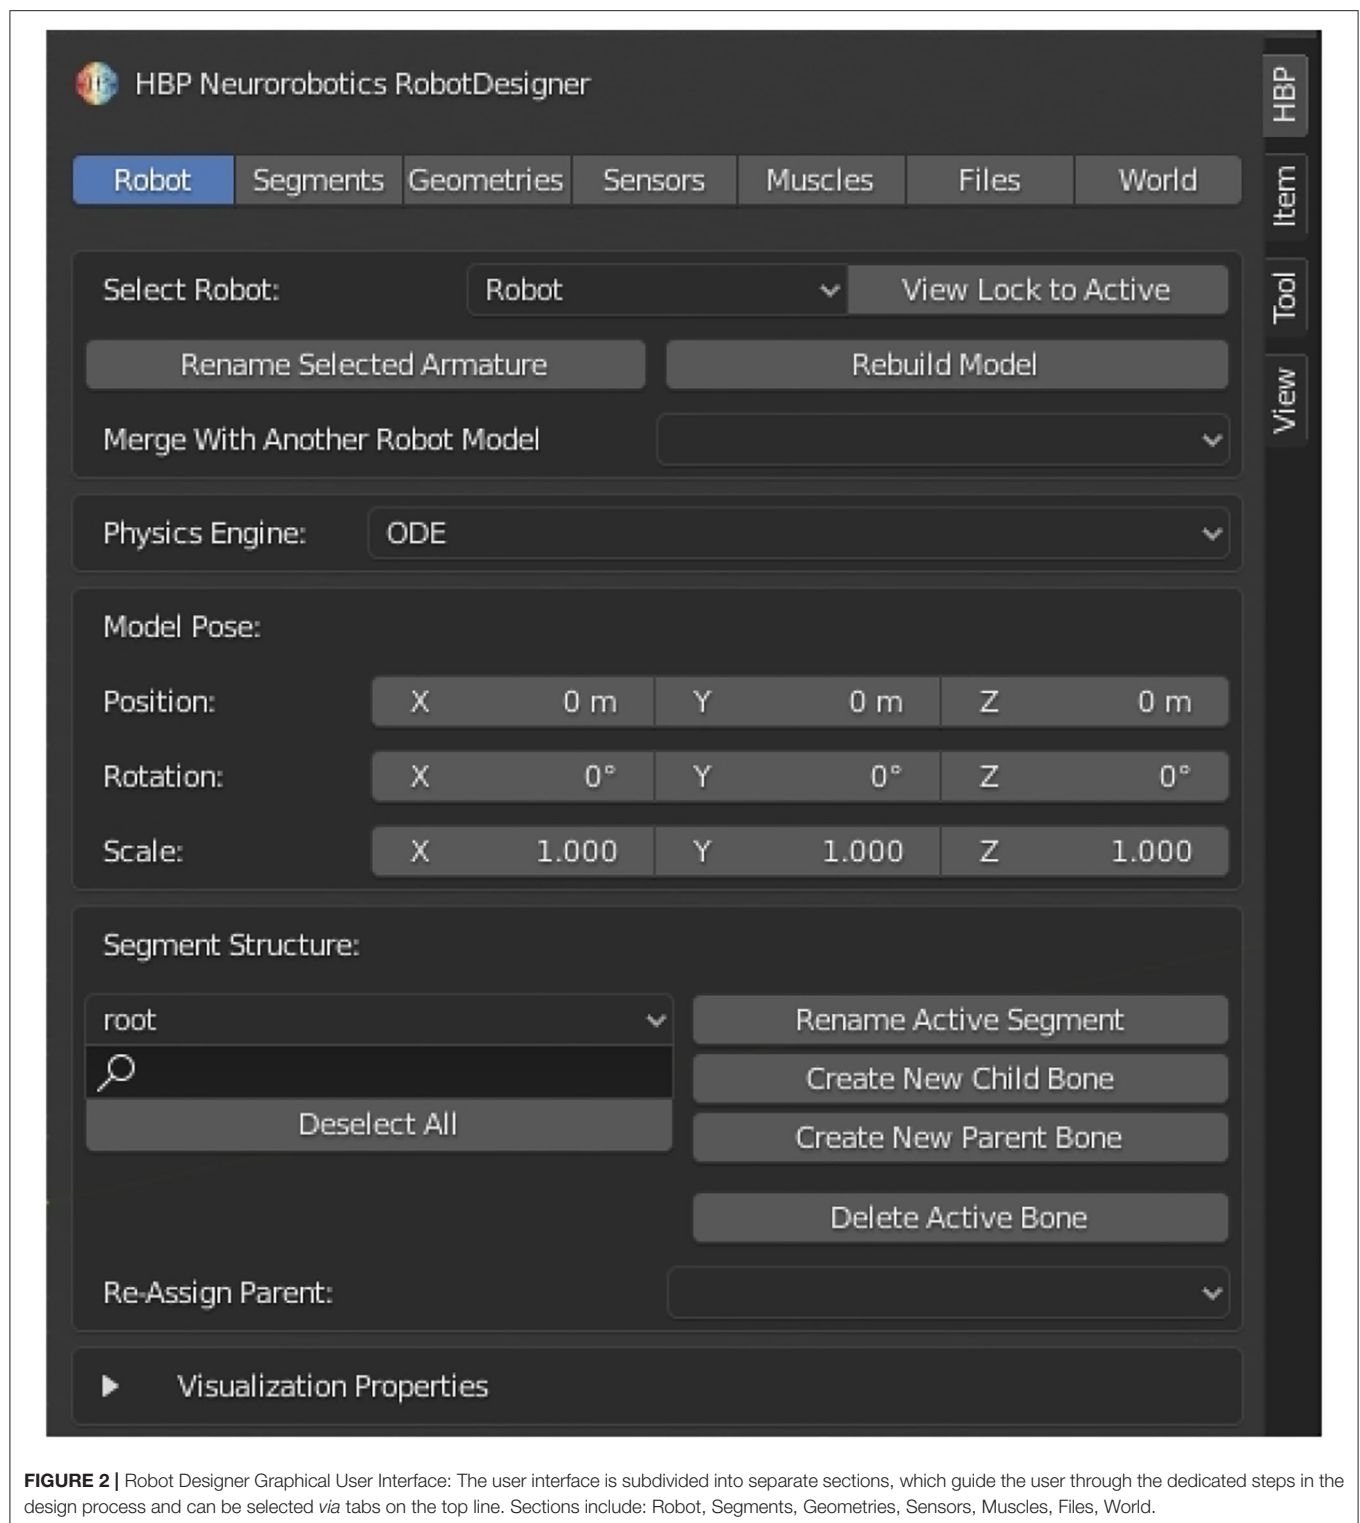 HBP Neurorobotics RobotDesigner
HBP
Item
Tool
View
Robot Segments Geometries Sensors Muscles Files World
Select Robot: Robot View Lock to Active
Rename Selected Armature Rebuild Model
Merge With Another Robot Model
Physics Engine: ODE
Model Pose:
Position: X 0 m Y 0 m Z 0 m
Rotation: X 0° Y 0° Z 0°
Scale: X 1.000 Y 1.000 Z 1.000
Segment Structure:
root Rename Active Segment
Create New Child Bone
Deselect All Create New Parent Bone
Delete Active Bone
Re-Assign Parent:
Visualization Properties
FIGURE 2 | Robot Designer Graphical User Interface: The user interface is subdivided into separate sections, which guide the user through the dedicated steps in the
design process and can be selected via tabs on the top line. Sections include: Robot, Segments, Geometries, Sensors, Muscles, Files, World.